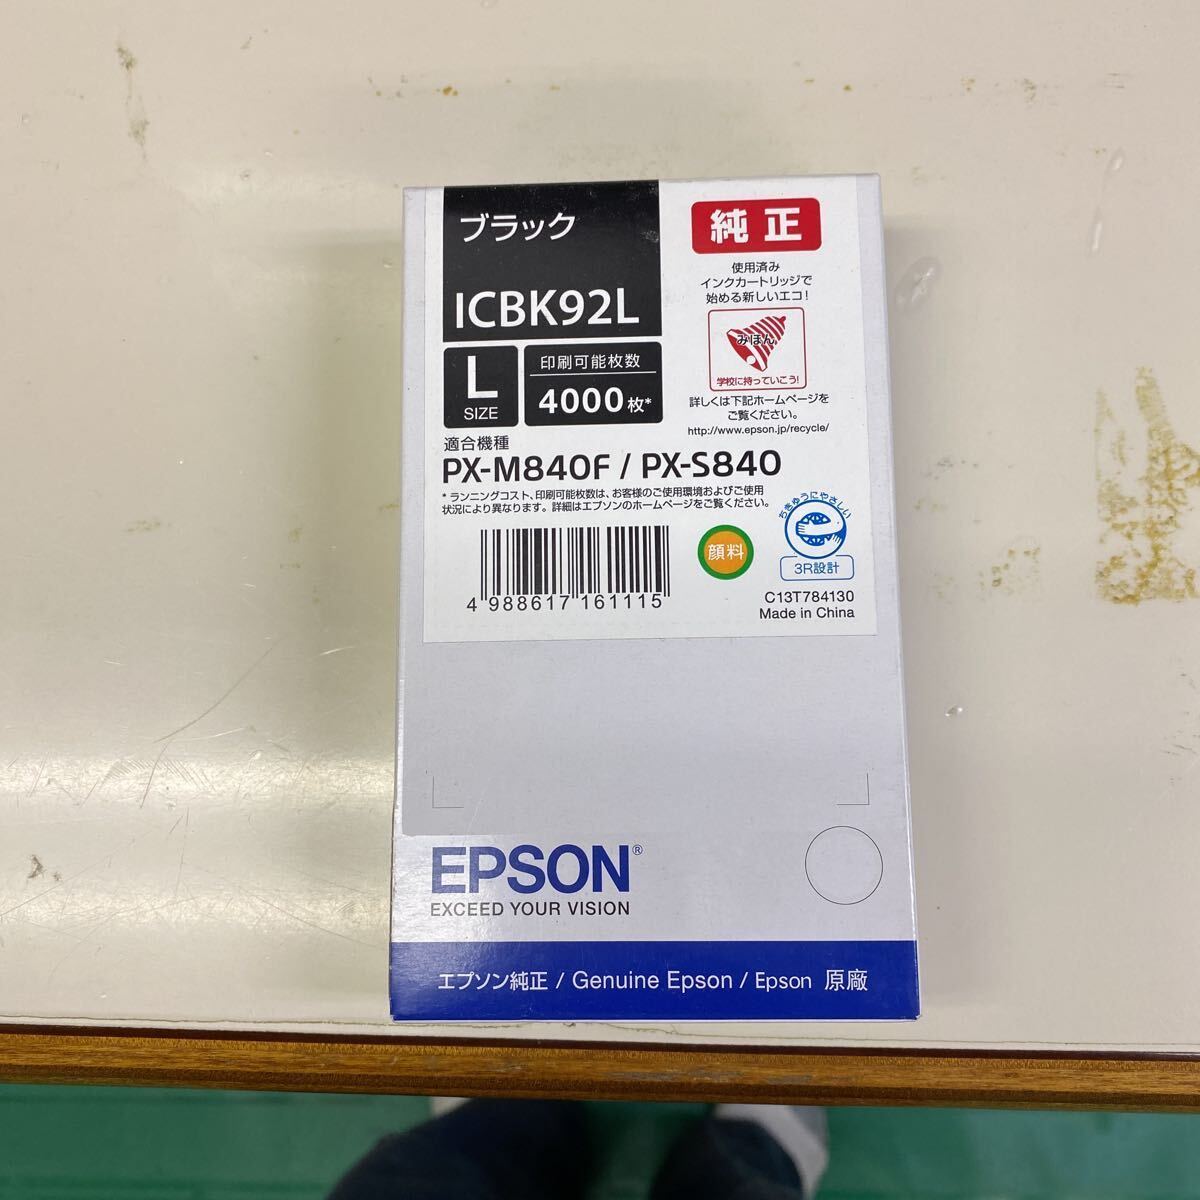 ブラック
ICBK92L
L
SIZE
印刷可能枚数
4000枚*
純正
使用済み
インクカートリッジで
始める新しいエコ!
みほん
学校に持っていこう!
詳しくは下記ホームページを
ご覧ください。
http://www.epson.jp/recycle/
適合機種
PX-M840F / PX-S840
* ランニングコスト、印刷可能枚数は、お客様のご使用環境およびご使用
状況により異なります。詳細はエプソンのホームページをご覧ください。
4 988617 161115
顔料
ちきゅうにやさしい
3R設計
C13T784130
Made in China
EPSON®
EXCEED YOUR VISION
エプソン純正 / Genuine Epson / Epson 原廠